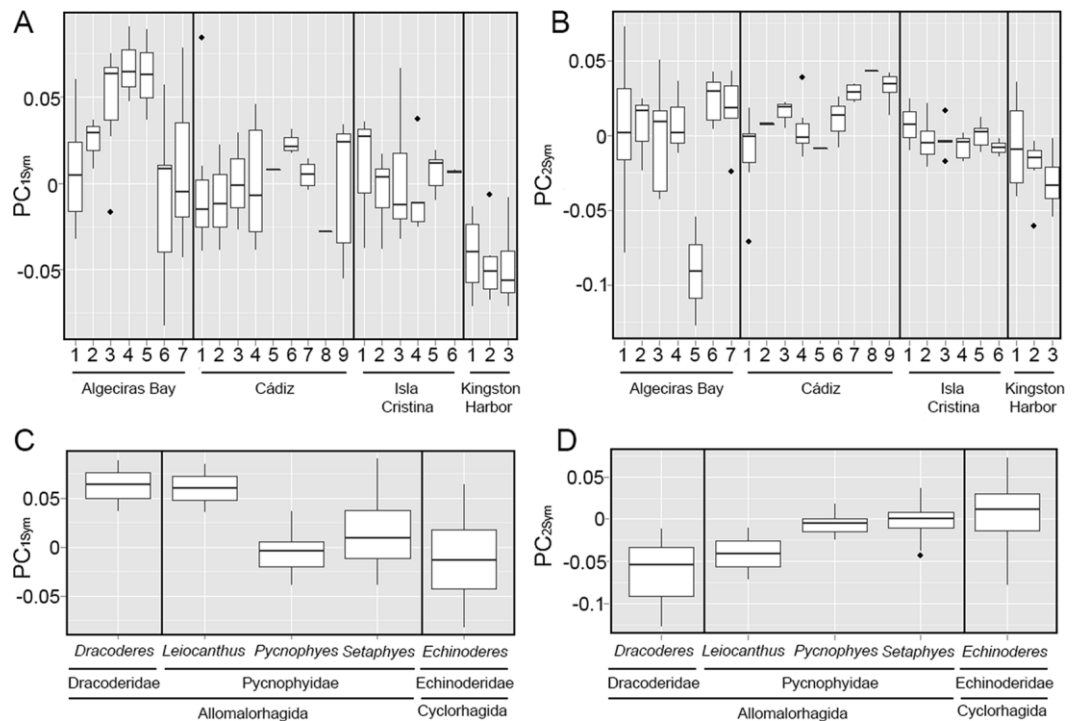 A
PC1Sym
0.05
0
-0.05
1 2 3 4 5 6 7 1 2 3 4 5 6 7 8 9 1 2 3 4 5 6 1 2 3
Algeciras Bay
Cádiz
Isla
Cristina
Kingston
Harbor
B
PC2Sym
0.05
0
-0.05
-0.1
1 2 3 4 5 6 7 1 2 3 4 5 6 7 8 9 1 2 3 4 5 6 1 2 3
Algeciras Bay
Cádiz
Isla
Cristina
Kingston
Harbor
C
PC1Sym
0.05
0
0.05
Dracoderes Leiocanthus Pycnophyes Setaphyes Echinoderes
Dracoderidae Pycnophyidae Echinoderidae
Allomalorhagida Cyclorhagida
D
PC2Sym
0.05
0
-0.05
-0.1
Dracoderes Leiocanthus Pycnophyes Setaphyes Echinoderes
Dracoderidae Pycnophyidae Echinoderidae
Allomalorhagida Cyclorhagida